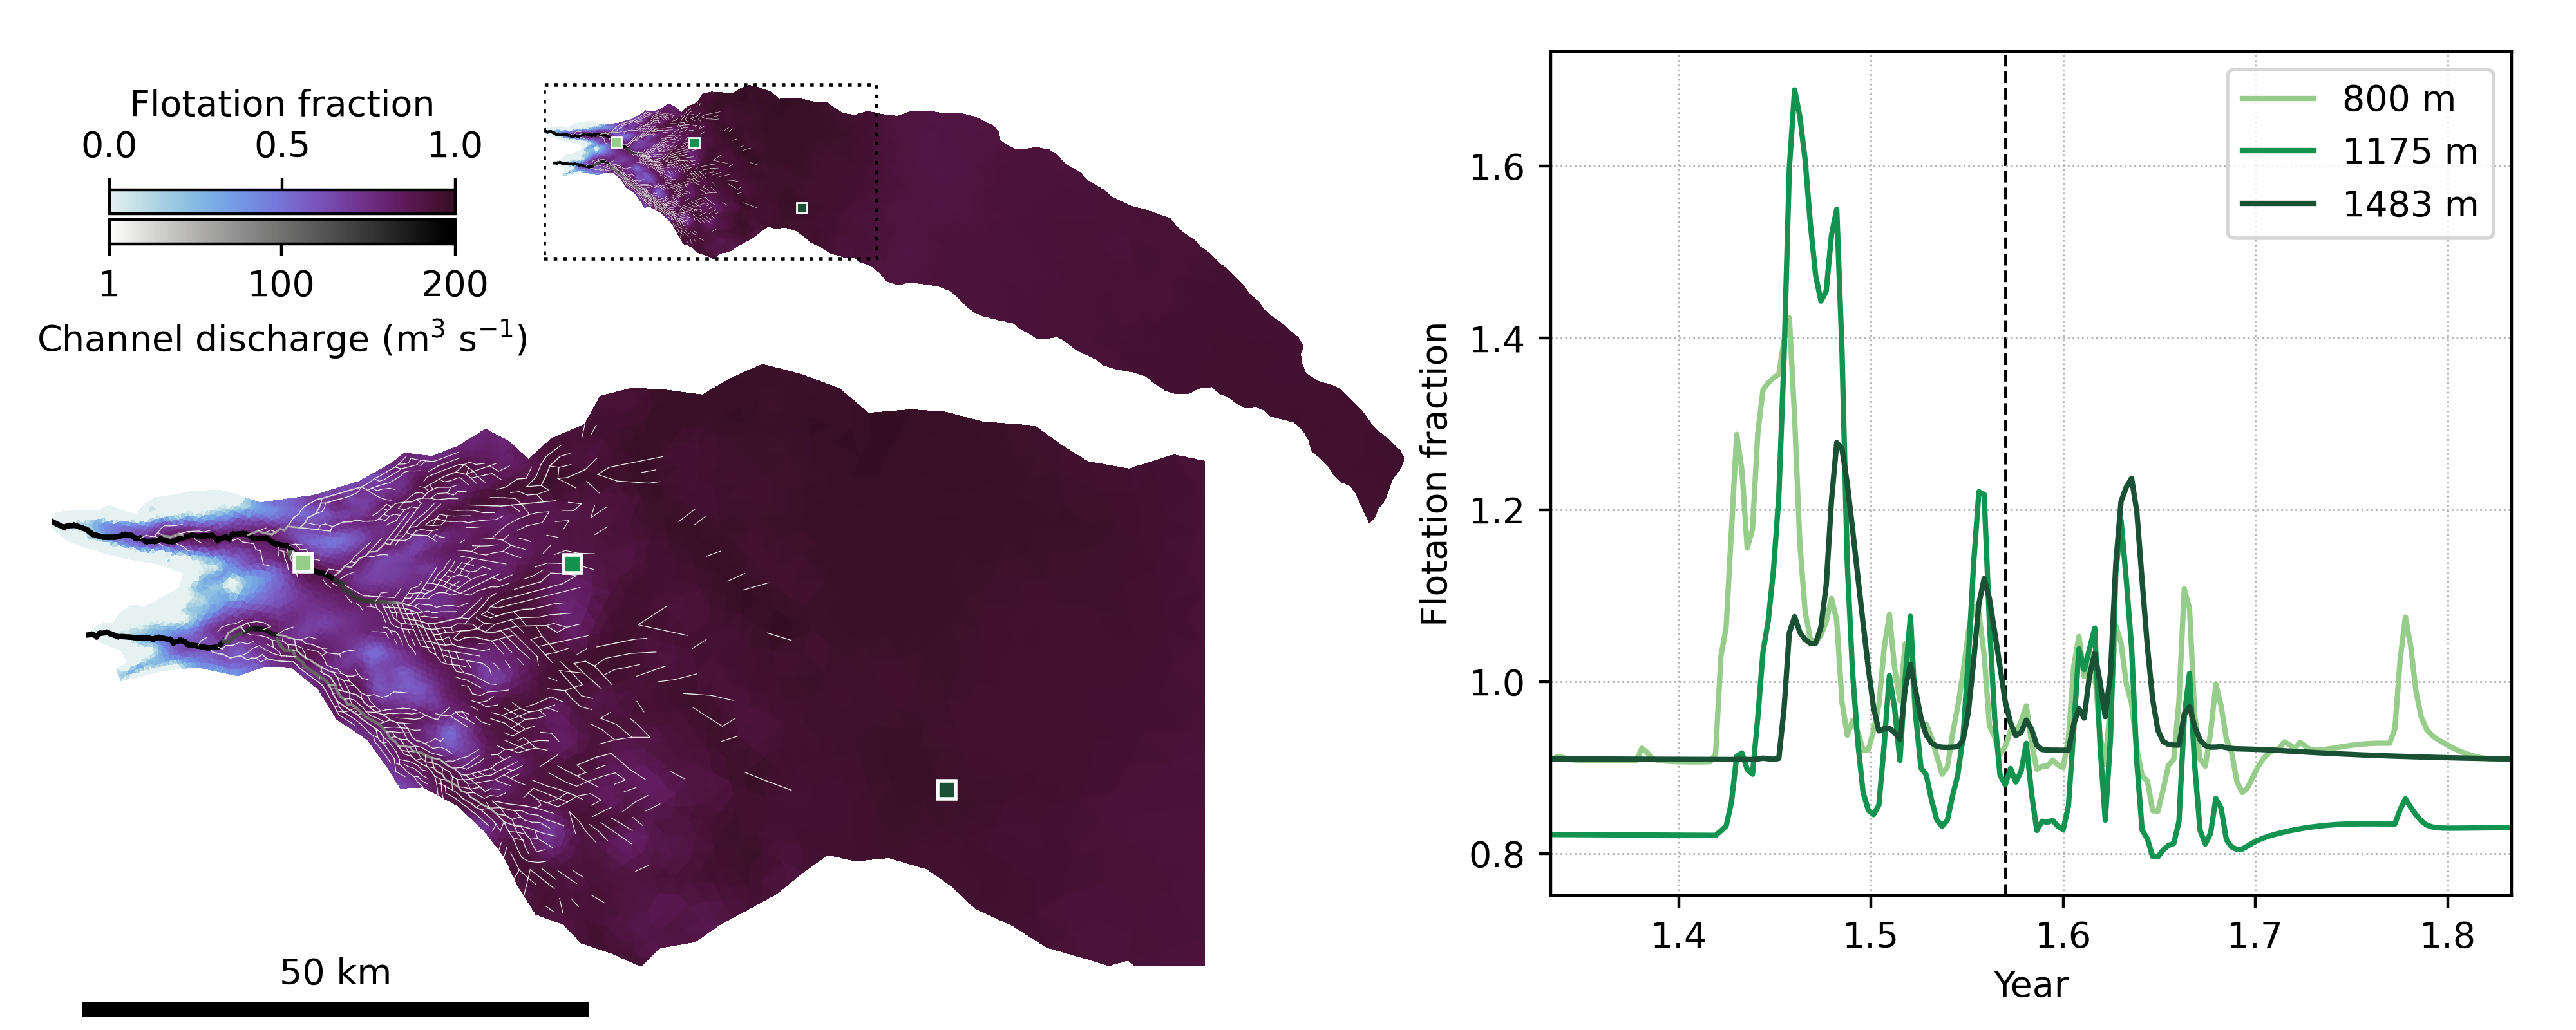 Flotation fraction
0.0 0.5 1.0
1 100 200
Channel discharge (m³ s⁻¹)
50 km
Flotation fraction
1.6
1.4
1.2
1.0
0.8
1.4 1.5 1.6 1.7 1.8
Year
800 m
1175 m
1483 m